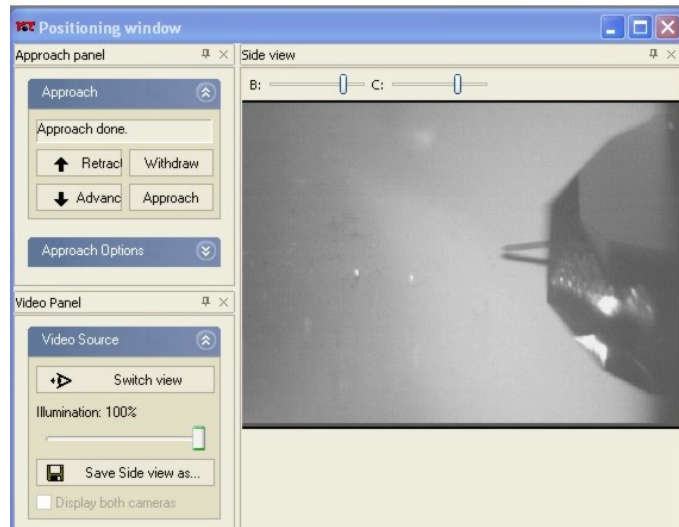 Positioning window
Approach panel
Side view
Approach
B:
C:
Approach done.
Retract
Withdraw
Advanc
Approach
Approach Options
Video Panel
Video Source
Switch view
Illumination: 100%
Save Side view as...
Display both cameras